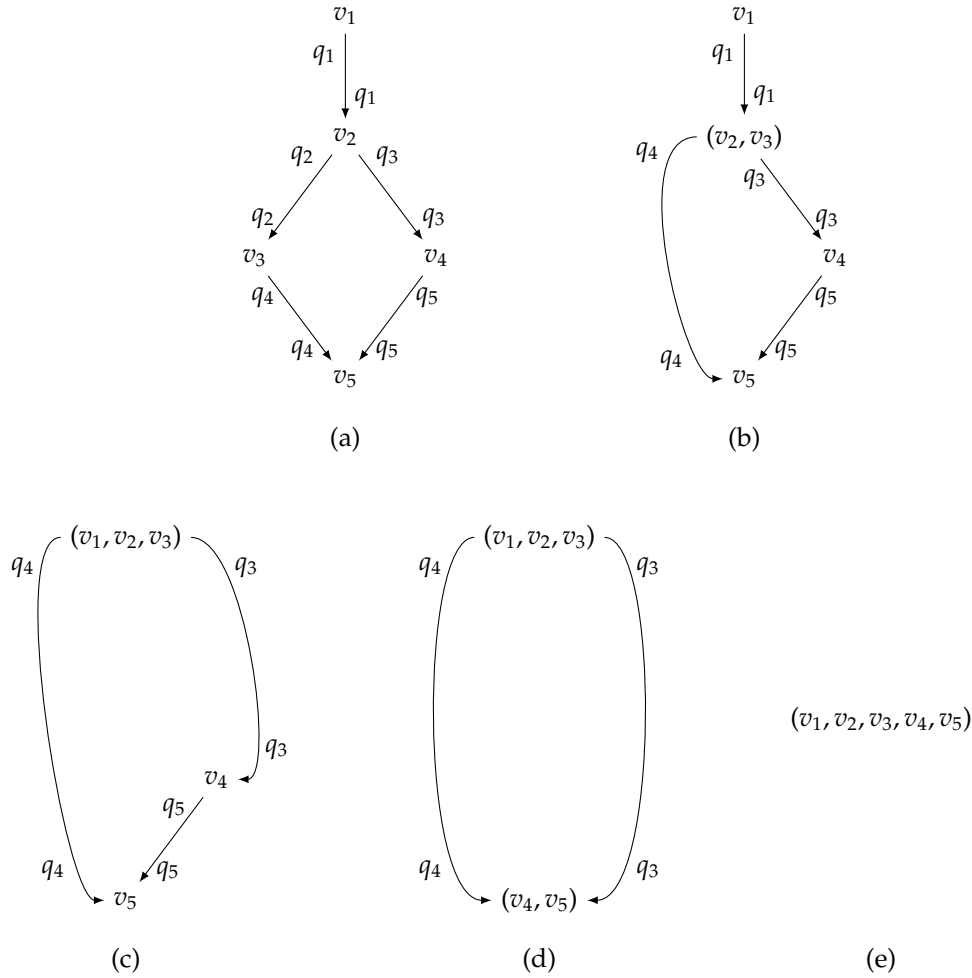 v₁ v₁
q₁ q₁
q₁ q₁
v₂ (v₂, v₃)
q₂ q₃ q₄ q₃
q₂ q₃ q₃
v₃ v₄ v₄
q₄ q₅ q₅
q₄ q₅ q₄ q₅
v₅ v₅
(a) (b)
(v₁, v₂, v₃) (v₁, v₂, v₃)
q₄ q₃ q₄ q₃
(v₁, v₂, v₃, v₄, v₅)
q₃
v₄
q₅
q₄ q₅ q₄ q₃
v₅ (v₄, v₅)
(c) (d) (e)